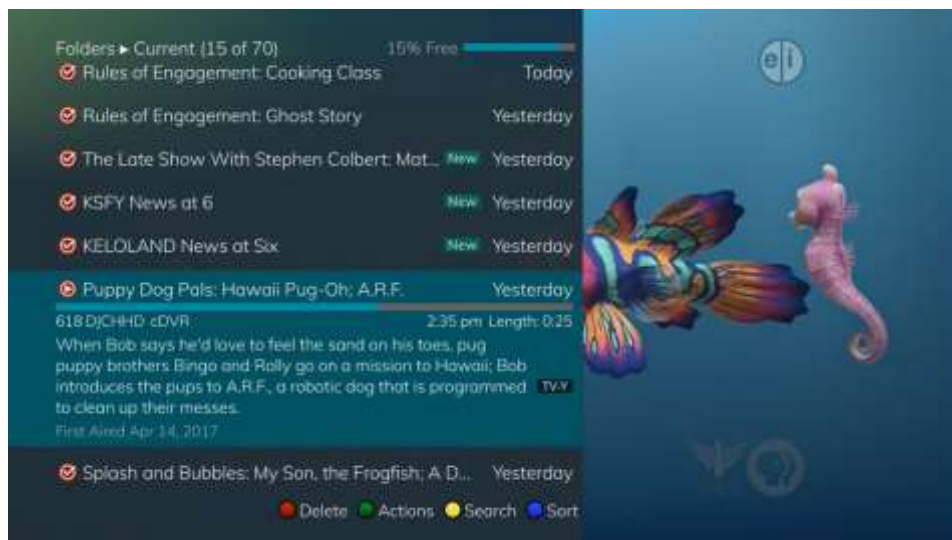 Folders ▸ Current (15 of 70) 15% Free
Rules of Engagement: Cooking Class Today
Rules of Engagement: Ghost Story Yesterday
The Late Show With Stephen Colbert: Mat... New Yesterday
KSFY News at 6 New Yesterday
KELOLAND News at Six New Yesterday
Puppy Dog Pals: Hawaii Pug-Oh; A.R.F. Yesterday
618 DJCHHD cDVR 2:35 pm Length: 0:25
When Bob says he'd love to feel the sand on his toes, pug
puppy brothers Bingo and Rolly go on a mission to Hawaii; Bob
introduces the pups to A.R.F., a robotic dog that is programmed TV-Y
to clean up their messes.
First Aired Apr 14, 2017
Splash and Bubbles: My Son, the Frogfish; A D... Yesterday
Delete Actions Search Sort
e i